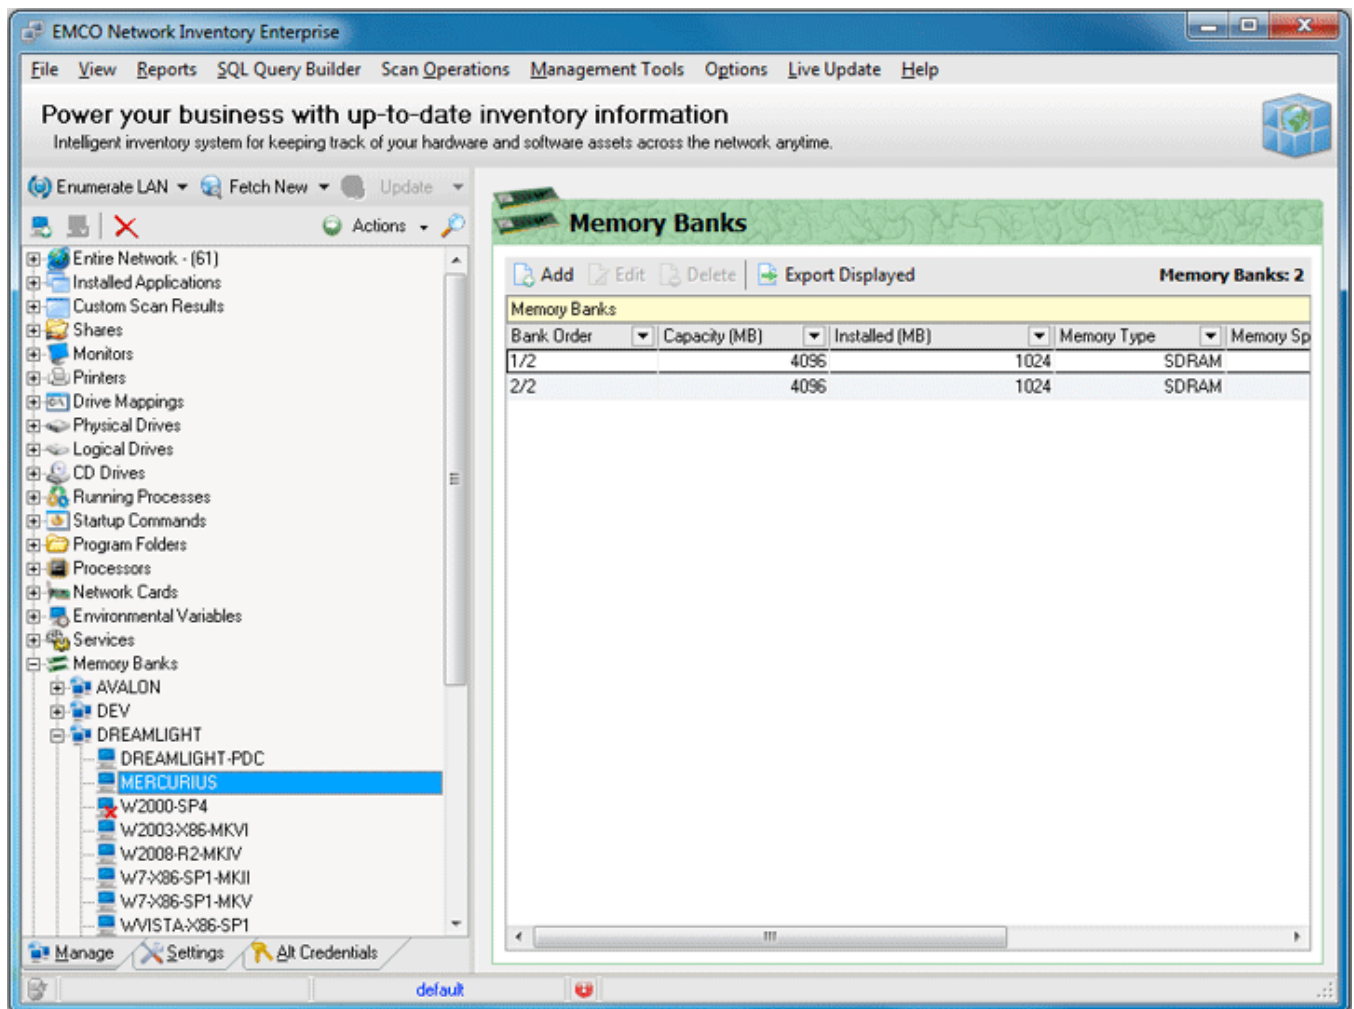 EMCO Network Inventory Enterprise
File View Reports SQL Query Builder Scan Operations Management Tools Options Live Update Help
Power your business with up-to-date inventory information
Intelligent inventory system for keeping track of your hardware and software assets across the network anytime.
Enumerate LAN Fetch New Update
Actions
Entire Network - (61)
Installed Applications
Custom Scan Results
Shares
Monitors
Printers
Drive Mappings
Physical Drives
Logical Drives
CD Drives
Running Processes
Startup Commands
Program Folders
Processors
Network Cards
Environmental Variables
Services
Memory Banks
AVALON
DEV
DREAMLIGHT
DREAMLIGHT-PDC
MERCURIUS
W2000-SP4
W2003-X86-MKVI
W2008-R2-MKIV
W7-X86-SP1-MKII
W7-X86-SP1-MKV
WVISTA-X86-SP1
Manage Settings Alt Credentials
Memory Banks
Add Edit Delete Export Displayed Memory Banks: 2
Memory Banks
Bank Order Capacity (MB) Installed (MB) Memory Type Memory Sp
1/2 4096 1024 SDRAM
2/2 4096 1024 SDRAM
default